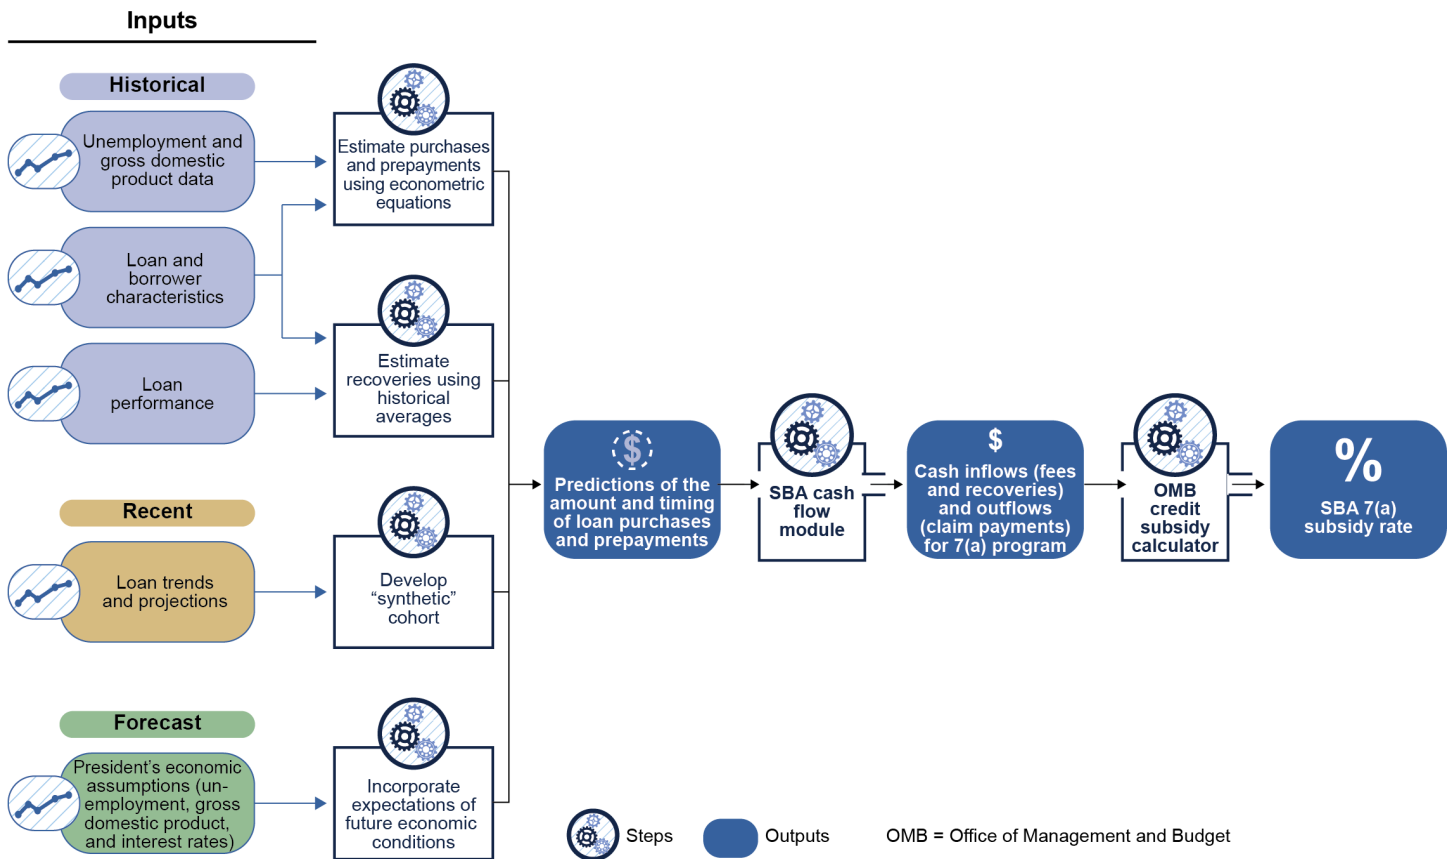 Inputs
Historical
Unemployment and
gross domestic
product data
Loan and
borrower
characteristics
Loan
performance
Recent
Loan trends
and projections
Forecast
President’s economic
assumptions (un-
employment, gross
domestic product,
and interest rates)
Estimate purchases
and prepayments
using econometric
equations
Estimate
recoveries using
historical
averages
Develop
“synthetic”
cohort
Incorporate
expectations of
future economic
conditions
$
Predictions of the
amount and timing
of loan purchases
and prepayments
SBA cash
flow
module
$
Cash inflows (fees
and recoveries)
and outflows
(claim payments)
for 7(a) program
OMB
credit
subsidy
calculator
%
SBA 7(a)
subsidy rate
Steps
Outputs
OMB = Office of Management and Budget